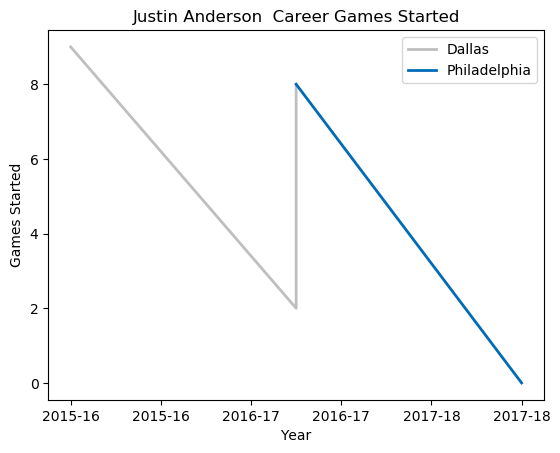 Justin Anderson  Career Games Started
Dallas
Philadelphia
Games Started
8
6
4
2
0
2015-16 2015-16 2016-17 2016-17 2017-18 2017-18
Year